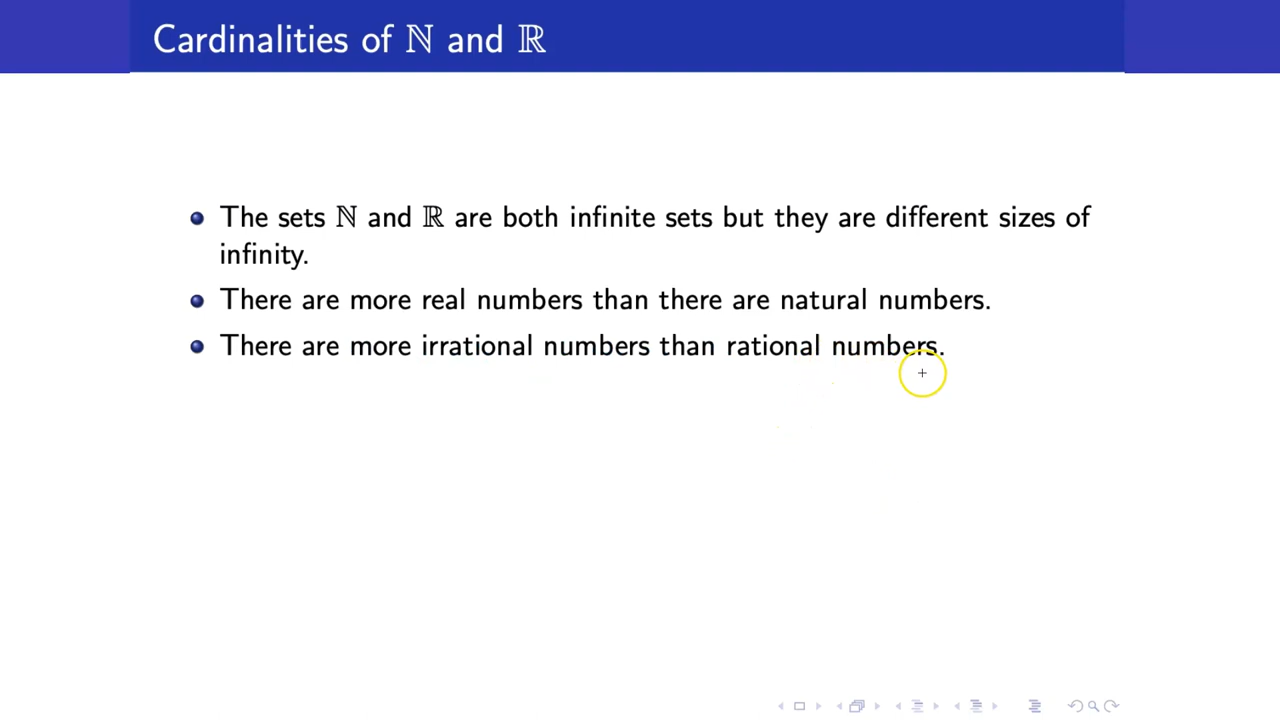 Cardinalities of ℕ and ℝ
The sets ℕ and ℝ are both infinite sets but they are different sizes of
infinity.
There are more real numbers than there are natural numbers.
There are more irrational numbers than rational numbers.